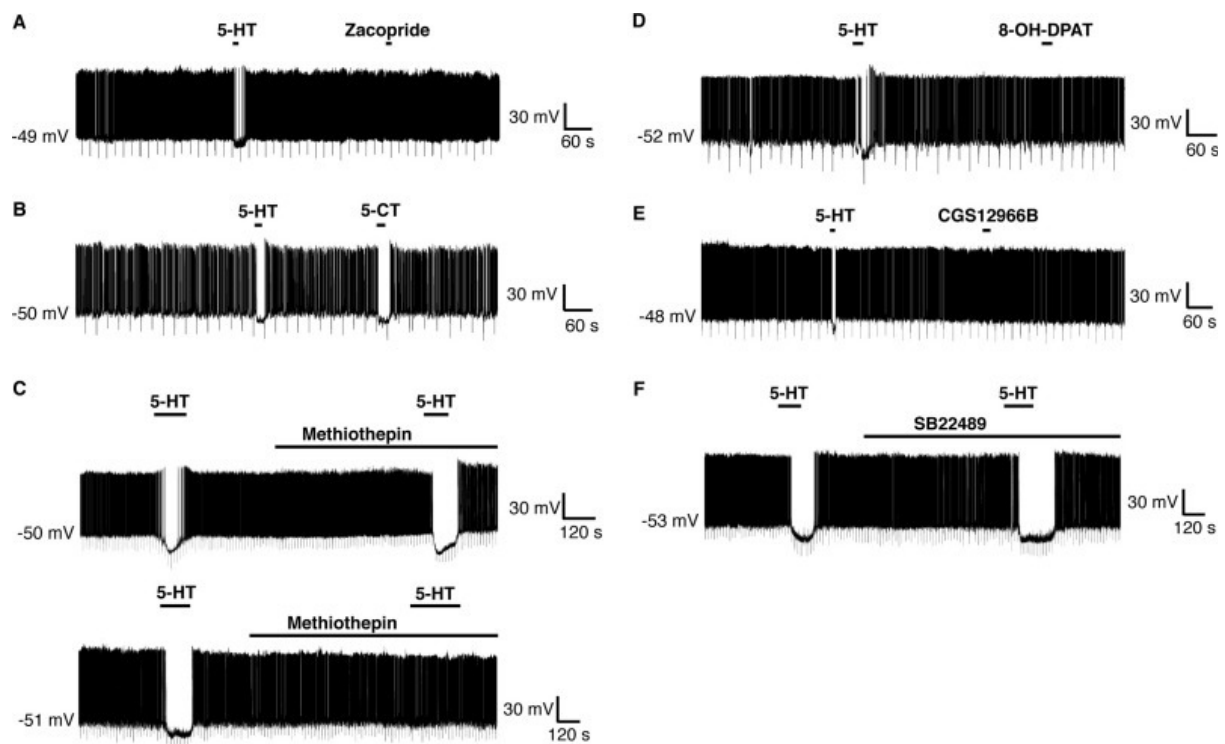 A
5-HT Zacopride
-49 mV
30 mV
60 s
B
5-HT 5-CT
-50 mV
30 mV
60 s
C
5-HT 5-HT
Methiothepin
-50 mV
30 mV
120 s
5-HT 5-HT
Methiothepin
-51 mV
30 mV
120 s
D
5-HT 8-OH-DPAT
-52 mV
30 mV
60 s
E
5-HT CGS12966B
-48 mV
30 mV
60 s
F
5-HT 5-HT
SB22489
-53 mV
30 mV
120 s